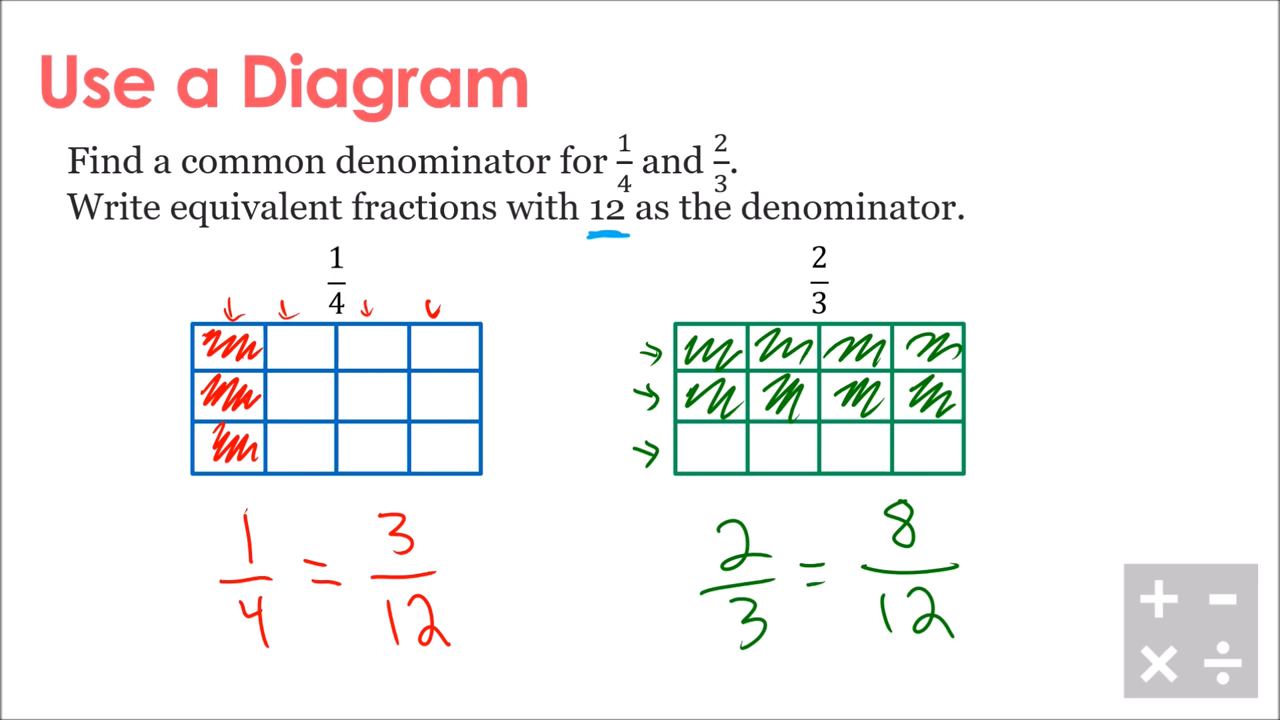 Use a Diagram
Find a common denominator for 1/4 and 2/3.
Write equivalent fractions with 12 as the denominator.
1/4
2/3
1/4 = 3/12
2/3 = 8/12
+ −
× ÷